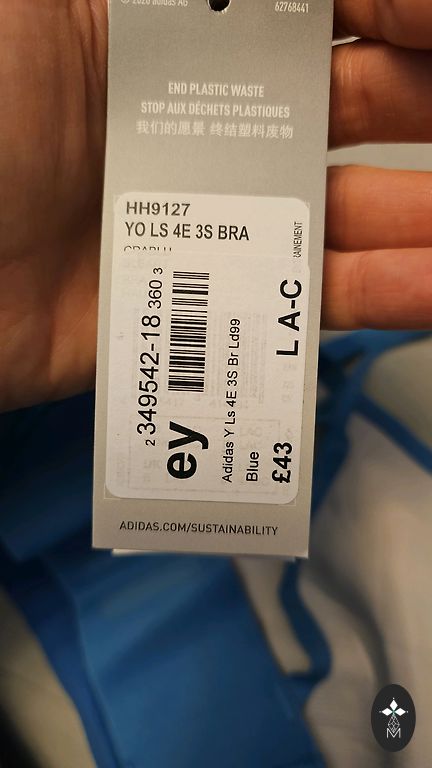 © 2020 adidas AG
62768441
END PLASTIC WASTE
STOP AUX DÉCHETS PLASTIQUES
我们的愿景 终结塑料废物
HH9127
YO LS 4E 3S BRA
2 349542-18 360 3
ey
Adidas Y Ls 4E 3S Br Ld99
Blue
£43
L A-C
ADIDAS.COM/SUSTAINABILITY
M